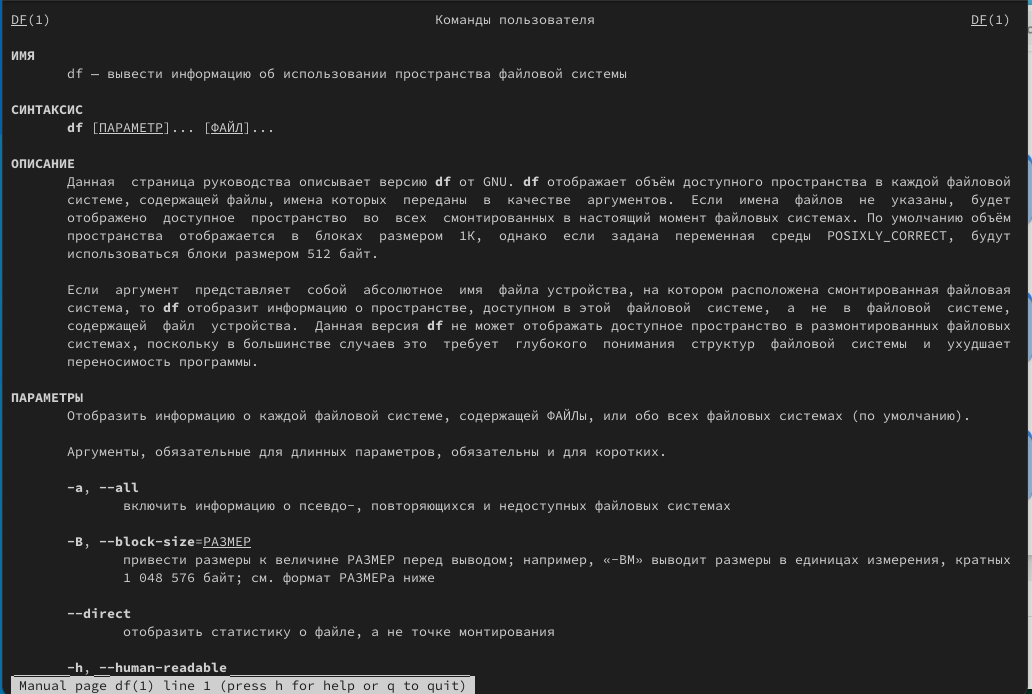 DF(1) Команды пользователя DF(1)
ИМЯ
df — вывести информацию об использовании пространства файловой системы
СИНТАКСИС
df [ПАРАМЕТР]... [ФАЙЛ]...
ОПИСАНИЕ
Данная страница руководства описывает версию df от GNU. df отображает объём доступного пространства в каждой файловой
системе, содержащей файлы, имена которых переданы в качестве аргументов. Если имена файлов не указаны, будет
отображено доступное пространство во всех смонтированных в настоящий момент файловых системах. По умолчанию объём
пространства отображается в блоках размером 1K, однако если задана переменная среды POSIXLY_CORRECT, будут
использоваться блоки размером 512 байт.
Если аргумент представляет собой абсолютное имя файла устройства, на котором расположена смонтированная файловая
система, то df отобразит информацию о пространстве, доступном в этой файловой системе, а не в файловой системе,
содержащей файл устройства. Данная версия df не может отображать доступное пространство в размонтированных файловых
системах, поскольку в большинстве случаев это требует глубокого понимания структур файловой системы и ухудшает
переносимость программы.
ПАРАМЕТРЫ
Отобразить информацию о каждой файловой системе, содержащей ФАЙЛы, или обо всех файловых системах (по умолчанию).
Аргументы, обязательные для длинных параметров, обязательны и для коротких.
-a, --all
включить информацию о псевдо-, повторяющихся и недоступных файловых системах
-B, --block-size=РАЗМЕР
привести размеры к величине РАЗМЕР перед выводом; например, «-BM» выводит размеры в единицах измерения, кратных
1 048 576 байт; см. формат РАЗМЕРа ниже
--direct
отобразить статистику о файле, а не точке монтирования
-h, --human-readable
Manual page df(1) line 1 (press h for help or q to quit)